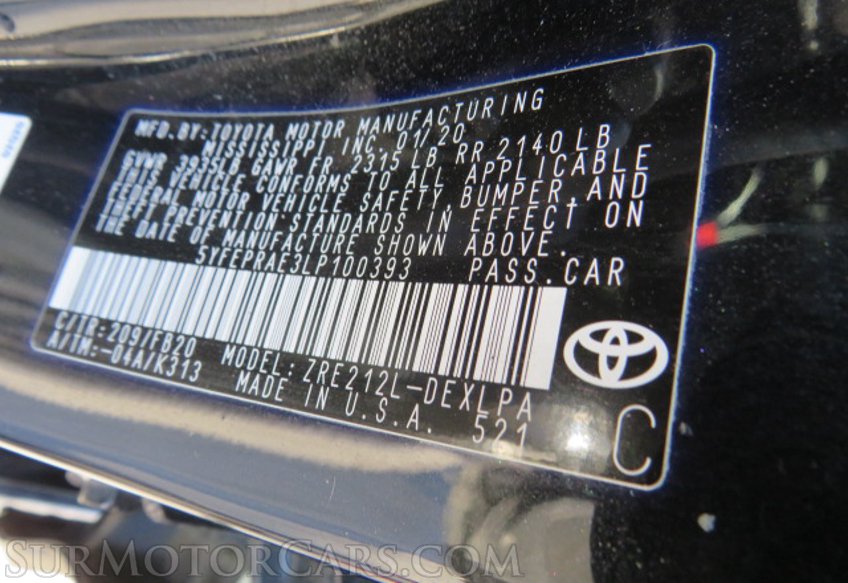 MFD.BY:TOYOTA MOTOR MANUFACTURING
MISSISSIPPI INC. 01/20
GVWR 3935LB GAWR FR 2315 LB RR 2140 LB
THIS VEHICLE CONFORMS TO ALL APPLICABLE
FEDERAL MOTOR VEHICLE SAFETY,BUMPER,AND
THEFT PREVENTION STANDARDS IN EFFECT ON
THE DATE OF MANUFACTURE SHOWN ABOVE.
5YFEPRAE3LP100393 PASS.CAR
C/TR:209/FB20 MODEL:ZRE212L-DEXLPA
A/TM:-04A/K313 MADE IN U.S.A. 521
C
SurMotorCars.com